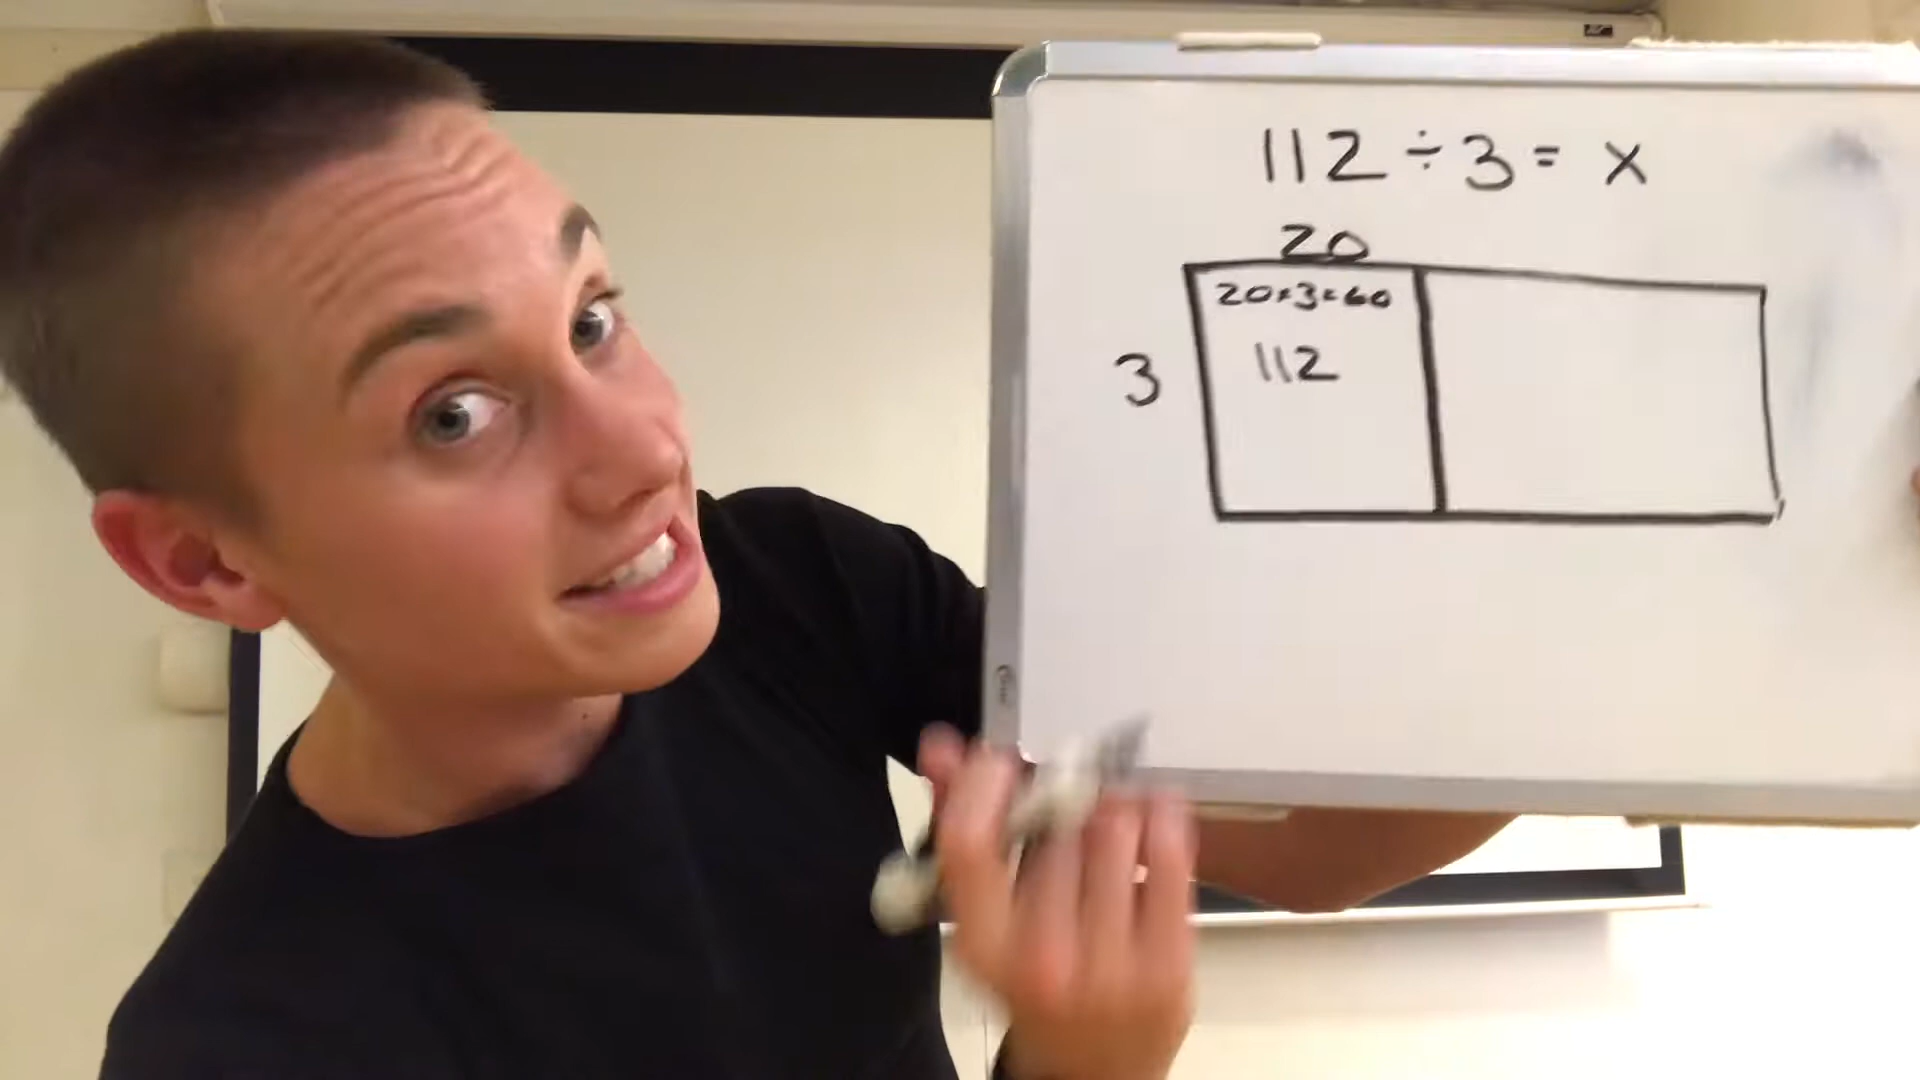 112 ÷ 3 = x
20
20×3=60
112
3